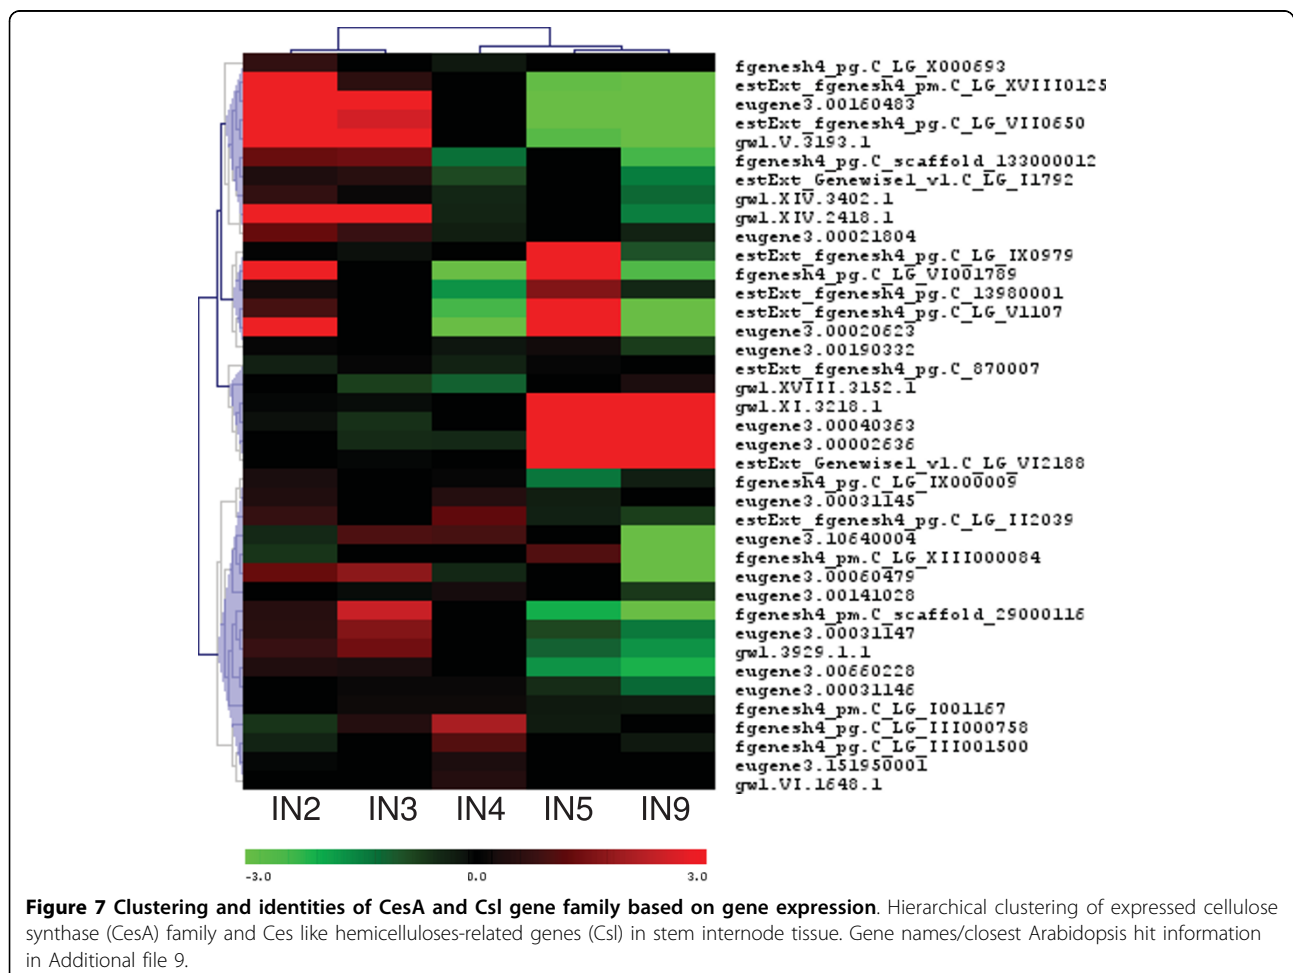 fgenesh4_pg.C_LG_X000693
estExt_fgenesh4_pm.C_LG_XVIII0125
eugene3.00160483
estExt_fgenesh4_pg.C_LG_VII0650
gw1.V.3193.1
fgenesh4_pg.C_scaffold_133000012
estExt_Genewise1_v1.C_LG_I1792
gw1.XIV.3402.1
gw1.XIV.2418.1
eugene3.00021804
estExt_fgenesh4_pg.C_LG_IX0979
fgenesh4_pg.C_LG_VI001789
estExt_fgenesh4_pg.C_13980001
estExt_fgenesh4_pg.C_LG_V1107
eugene3.00020623
eugene3.00190332
estExt_fgenesh4_pg.C_870007
gw1.XVIII.3152.1
gw1.XI.3218.1
eugene3.00040363
eugene3.00002636
estExt_Genewise1_v1.C_LG_VI2188
fgenesh4_pg.C_LG_IX000009
eugene3.00031145
estExt_fgenesh4_pg.C_LG_II2039
eugene3.10640004
fgenesh4_pm.C_LG_XIII000084
eugene3.00060479
eugene3.00141028
fgenesh4_pm.C_scaffold_29000116
eugene3.00031147
gw1.3929.1.1
eugene3.00660228
eugene3.00031146
fgenesh4_pm.C_LG_I001167
fgenesh4_pg.C_LG_III000758
fgenesh4_pg.C_LG_III001500
eugene3.151950001
gw1.VI.1648.1
IN2 IN3 IN4 IN5 IN9
-3.0 0.0 3.0
Figure 7 Clustering and identities of CesA and Csl gene family based on gene expression. Hierarchical clustering of expressed cellulose
synthase (CesA) family and Ces like hemicelluloses-related genes (Csl) in stem internode tissue. Gene names/closest Arabidopsis hit information
in Additional file 9.